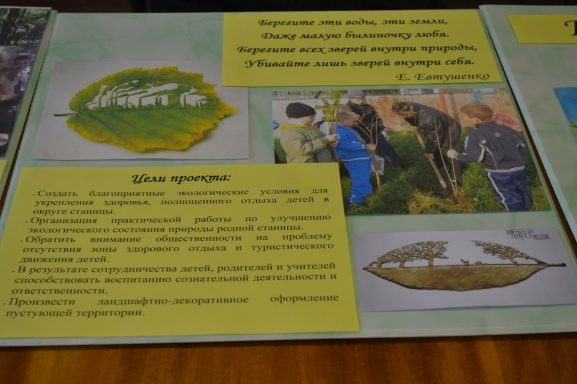 Берегите эти воды, эти земли,
Даже малую былиночку любя.
Берегите всех зверей внутри природы,
Убивайте лишь зверей внутри себя.
Е. Евтушенко
Цели проекта:
Создать благоприятные экологические условия для
укрепления здоровья, полноценного отдыха детей в
округе станицы.
Организация практической работы по улучшению
экологического состояния природы родной станицы.
Обратить внимание общественности на проблему
отсутствия зоны здорового отдыха и туристического
движения детей.
В результате сотрудничества детей, родителей и учителей
способствовать воспитанию сознательной деятельности и
ответственности.
Произвести ландшафтно-декоративное оформление
пустующей территории.